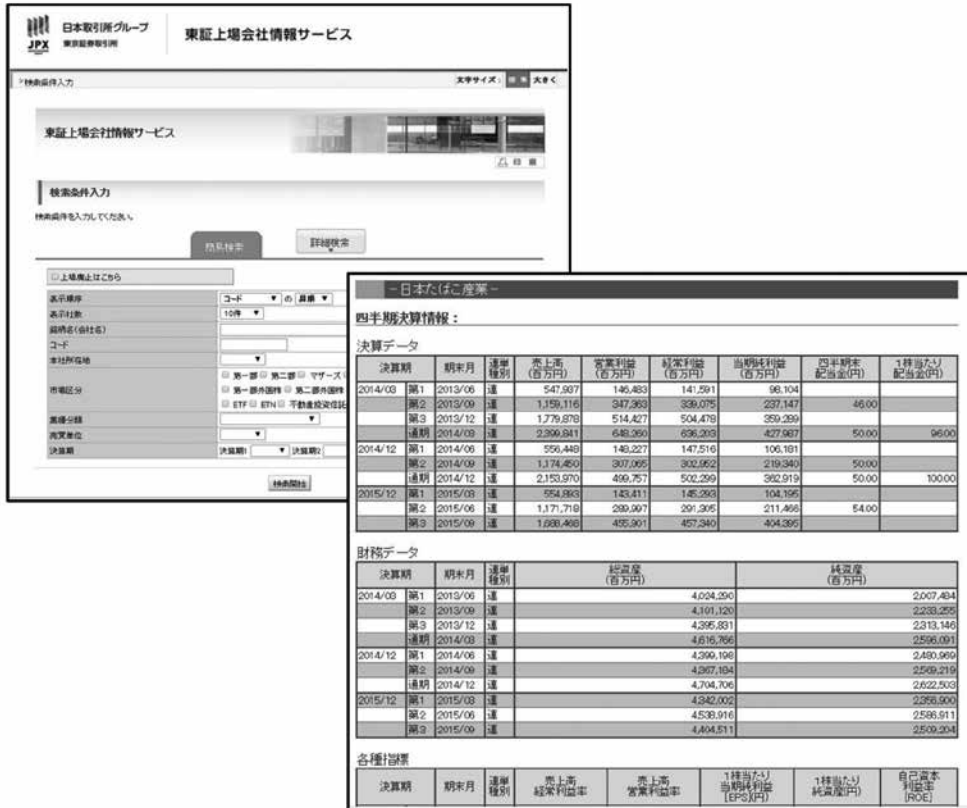 日本取引所グループ
JPX 東京証券取引所
東証上場会社情報サービス
>検索条件入力 文字サイズ: 標準 大きく
東証上場会社情報サービス
検索条件入力
検索条件を入力してください。
簡易検索 詳細検索
上場廃止はこちら
表示順序 コード ▼ の 昇順 ▼
表示社数 10件 ▼
銘柄名(会社名)
コード
本社所在地 ▼
市場区分 第一部 第二部 マザーズ
第一部外国株 第二部外国株
ETF ETN 不動産投資信託
業種分類 ▼
売買単位 ▼
決算期 決算期1 ▼ 決算期2
検索開始
-日本たばこ産業-
四半期決算情報:
決算データ
決算期 期末月 連単種別 売上高(百万円) 営業利益(百万円) 経常利益(百万円) 当期純利益(百万円) 四半期末配当金(円) 1株当たり配当金(円)
2014/03 第1 2013/06 連 547,937 146,483 141,591 98,104
第2 2013/09 連 1,159,116 347,363 339,075 237,147 46.00
第3 2013/12 連 1,779,878 514,427 504,478 359,289
通期 2014/03 連 2,399,841 648,260 636,203 427,987 50.00 96.00
2014/12 第1 2014/06 連 556,448 148,227 147,516 106,181
第2 2014/09 連 1,174,450 307,065 302,952 219,340 50.00
通期 2014/12 連 2,153,970 499,757 502,299 362,919 50.00 100.00
2015/12 第1 2015/03 連 554,893 143,411 145,293 104,195
第2 2015/06 連 1,171,718 289,997 291,305 211,466 54.00
第3 2015/09 連 1,688,468 455,901 457,340 404,395
財務データ
決算期 期末月 連単種別 総資産(百万円) 純資産(百万円)
2014/03 第1 2013/06 連 4,024,290 2,007,484
第2 2013/09 連 4,101,120 2,233,255
第3 2013/12 連 4,395,831 2,313,146
通期 2014/03 連 4,616,766 2,596,091
2014/12 第1 2014/06 連 4,399,198 2,480,969
第2 2014/09 連 4,367,184 2,569,219
通期 2014/12 連 4,704,706 2,622,503
2015/12 第1 2015/03 連 4,342,002 2,356,900
第2 2015/06 連 4,538,916 2,586,911
第3 2015/09 連 4,404,511 2,509,204
各種指標
決算期 期末月 連単種別 売上高経常利益率 売上高営業利益率 1株当たり当期純利益[EPS](円) 1株当たり純資産(円) 自己資本利益率[ROE]